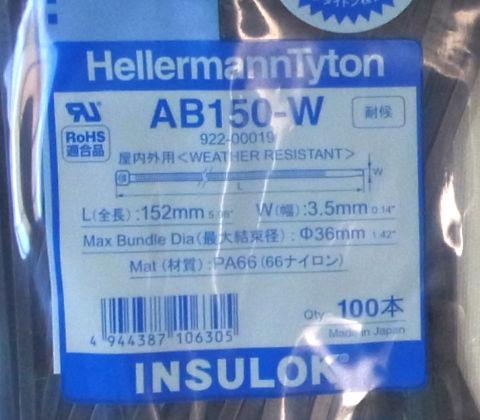 HellermannTyton
AB150-W
耐候
922-00019
RoHS
適合品
屋内外用<WEATHER RESISTANT>
W
L
L(全長):152mm 5.98" W(幅):3.5mm 0.14"
Max Bundle Dia(最大結束径):Φ36mm 1.42"
Mat (材質):PA66(66ナイロン)
Qty 100本
Made in Japan
4 944387 106305
INSULOK